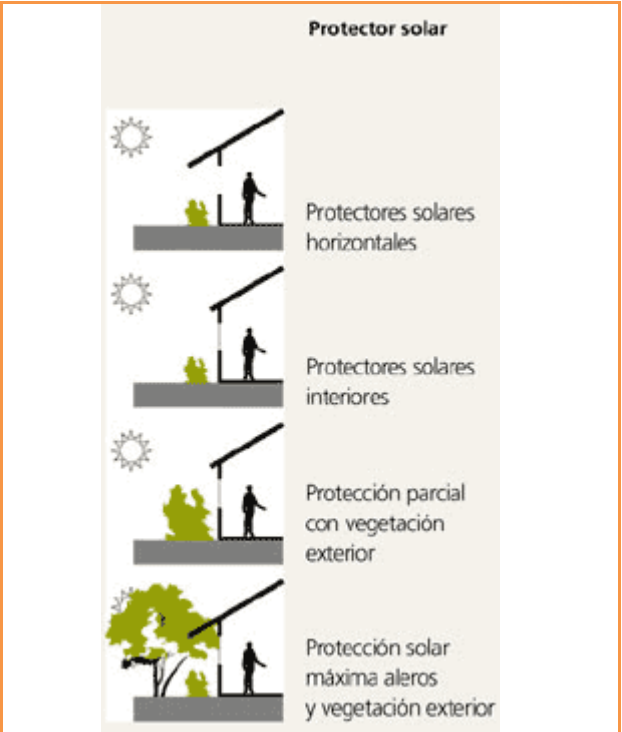 Protector solar
Protectores solares
horizontales
Protectores solares
interiores
Protección parcial
con vegetación
exterior
Protección solar
máxima aleros
y vegetación exterior